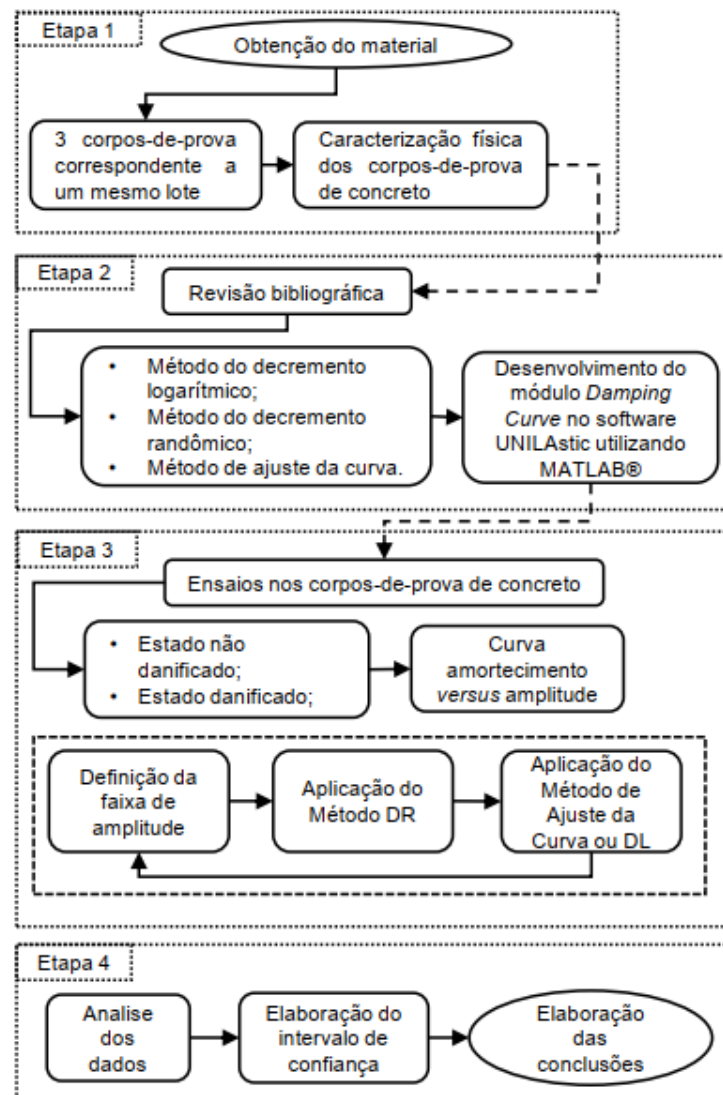 Etapa 1
Obtenção do material
3 corpos-de-prova
correspondente a
um mesmo lote
Caracterização física
dos corpos-de-prova
de concreto
Etapa 2
Revisão bibliográfica
• Método do decremento
logarítmico;
• Método do decremento
randômico;
• Método de ajuste da curva.
Desenvolvimento do
módulo Damping
Curve no software
UNILAstic utilizando
MATLAB®
Etapa 3
Ensaios nos corpos-de-prova de concreto
• Estado não
danificado;
• Estado danificado;
Curva
amortecimento
versus amplitude
Definição da
faixa de
amplitude
Aplicação do
Método DR
Aplicação do
Método de
Ajuste da
Curva ou DL
Etapa 4
Analise
dos
dados
Elaboração do
intervalo de
confiança
Elaboração
das
conclusões